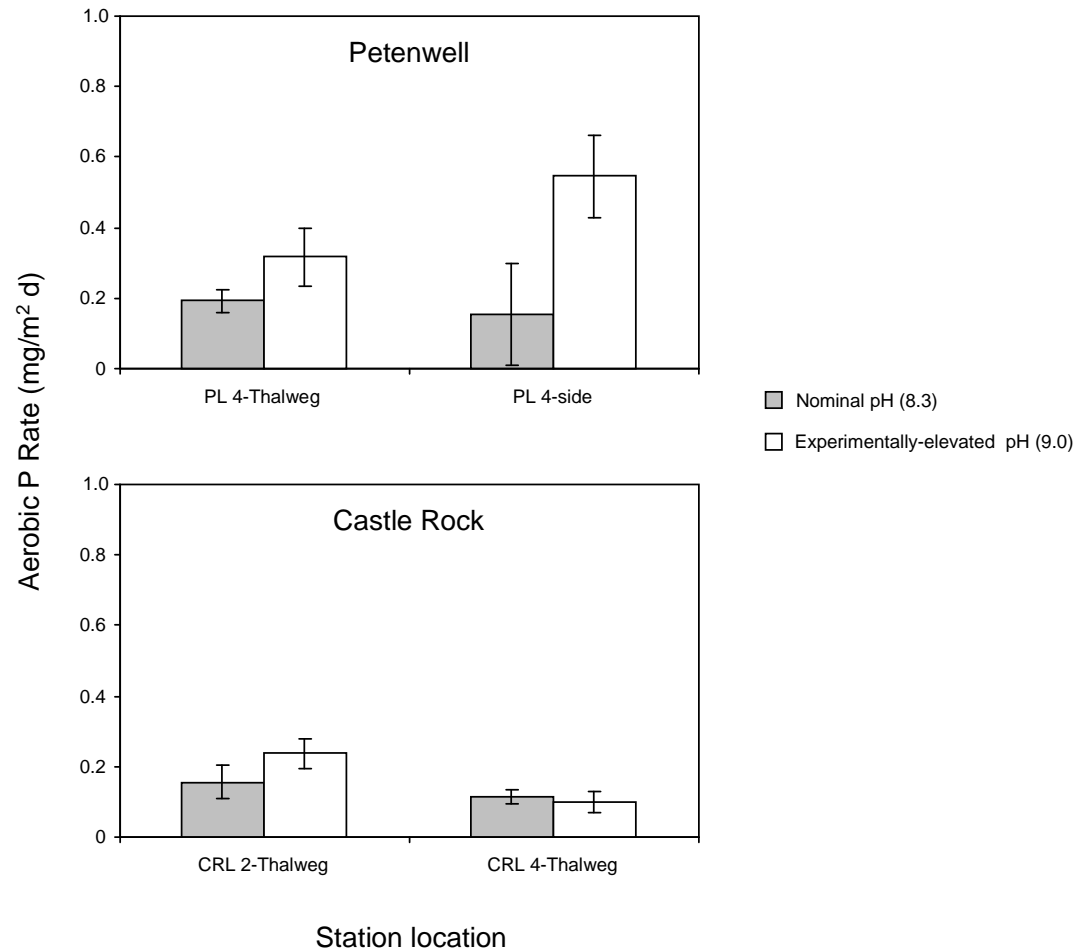 Aerobic P Rate (mg/m² d)
1.0
Petenwell
0.8
0.6
0.4
0.2
0
PL 4-Thalweg
PL 4-side
Nominal pH (8.3)
Experimentally-elevated pH (9.0)
1.0
Castle Rock
0.8
0.6
0.4
0.2
0
CRL 2-Thalweg
CRL 4-Thalweg
Station location